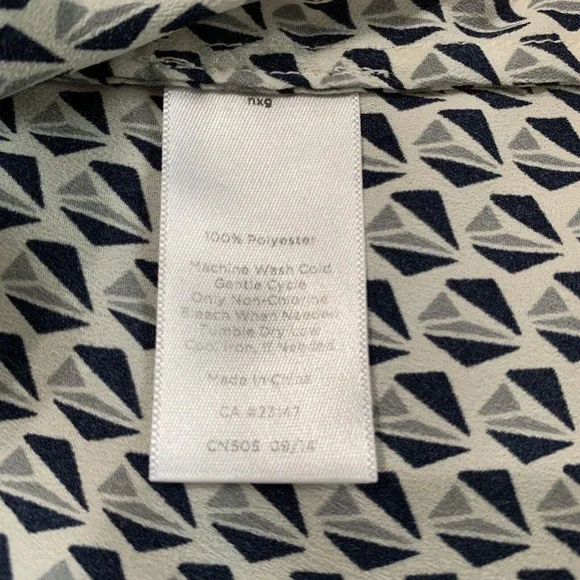 nxg
100% Polyester
Machine Wash Cold
Gentle Cycle
Only Non-Chlorine
Bleach When Needed
Tumble Dry Low
Cool Iron, If Needed
Made in China
CA #23147
CN505 09/14